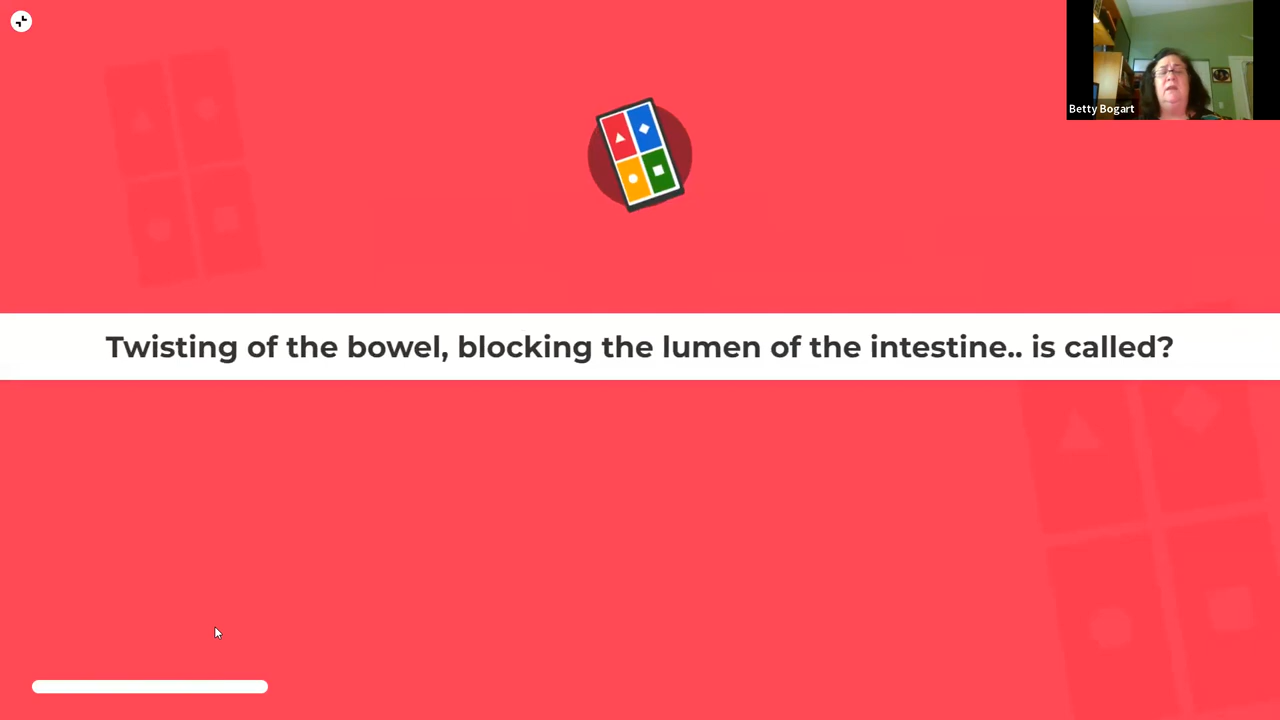 Betty Bogart
Twisting of the bowel, blocking the lumen of the intestine.. is called?